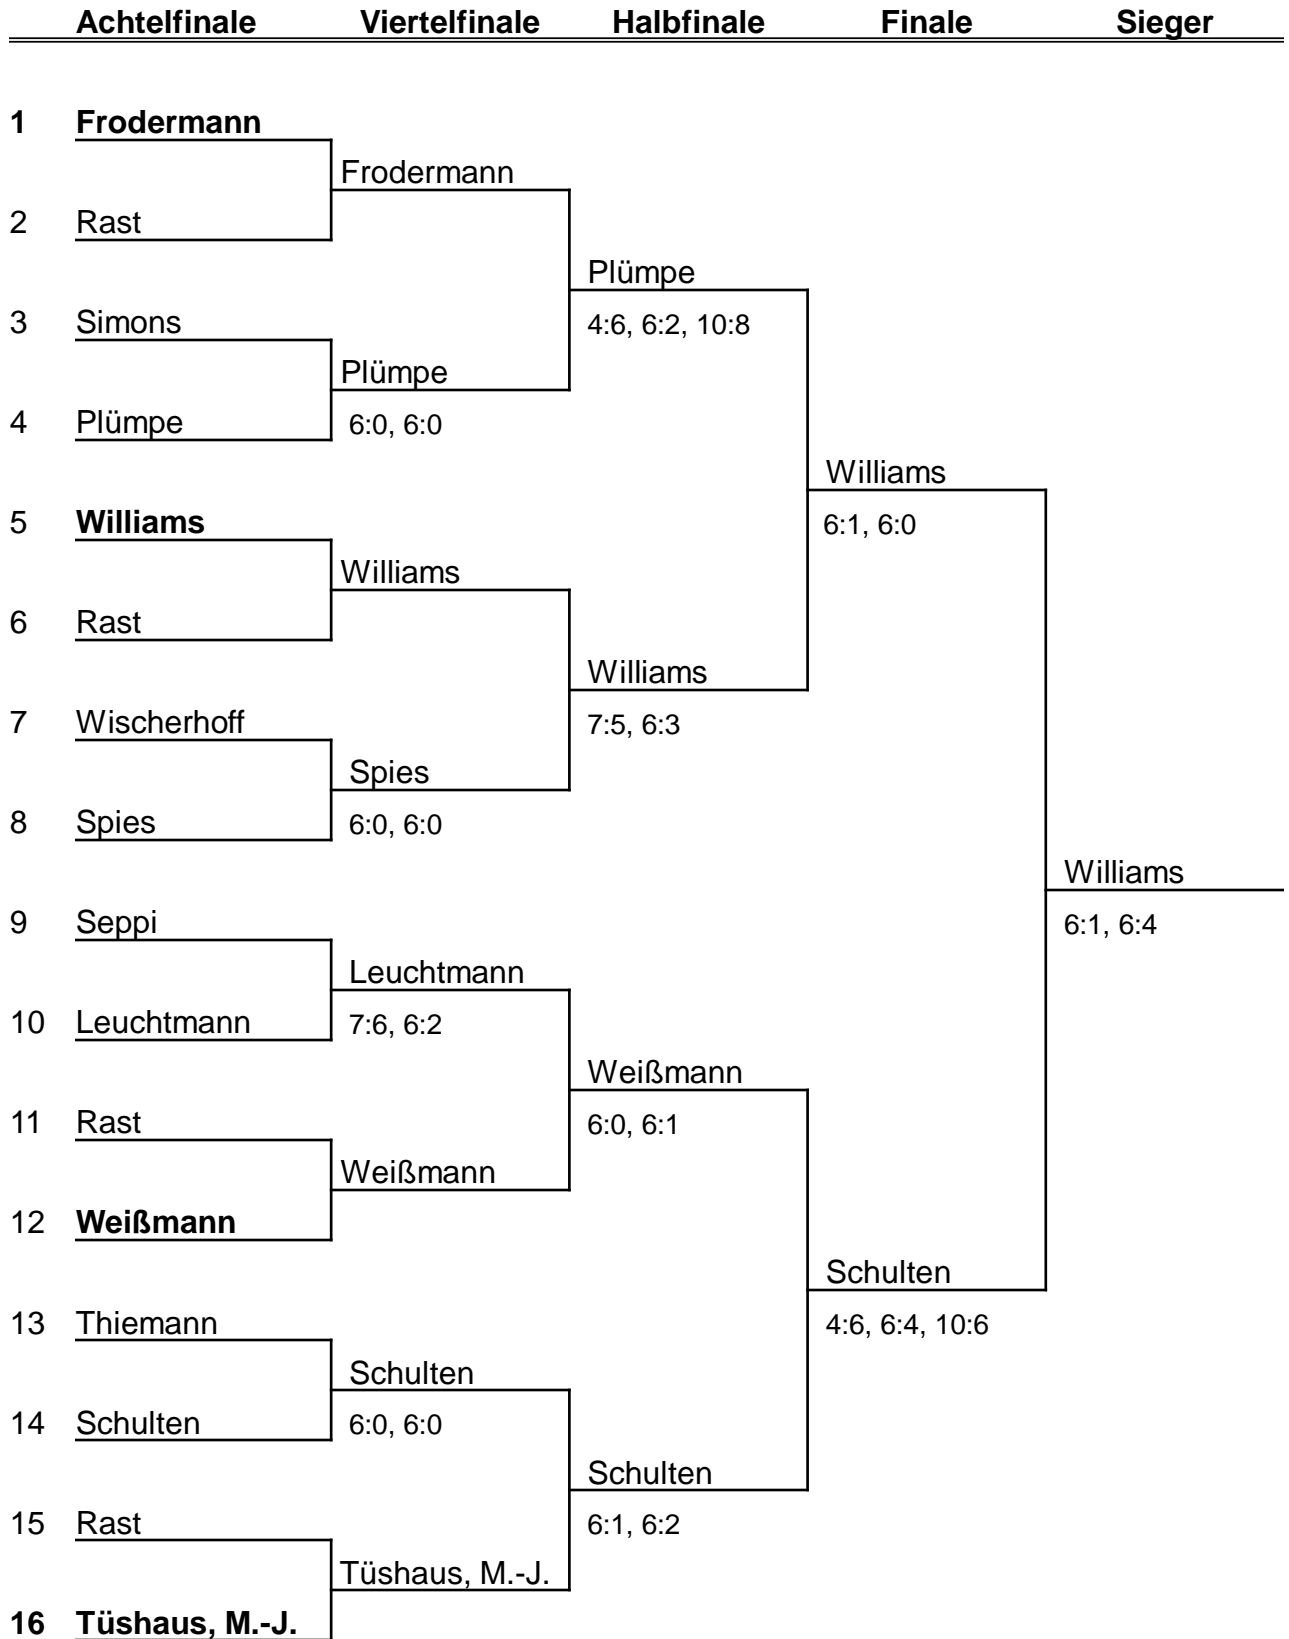 Achtelfinale Viertelfinale Halbfinale Finale Sieger
1 Frodermann
Frodermann
2 Rast
Plümpe
3 Simons 4:6, 6:2, 10:8
Plümpe
4 Plümpe 6:0, 6:0
Williams
5 Williams 6:1, 6:0
Williams
6 Rast
Williams
7 Wischerhoff 7:5, 6:3
Spies
8 Spies 6:0, 6:0
Williams
9 Seppi 6:1, 6:4
Leuchtmann
10 Leuchtmann 7:6, 6:2
Weißmann
11 Rast 6:0, 6:1
Weißmann
12 Weißmann
Schulten
13 Thiemann 4:6, 6:4, 10:6
Schulten
14 Schulten 6:0, 6:0
Schulten
15 Rast 6:1, 6:2
Tüshaus, M.-J.
16 Tüshaus, M.-J.